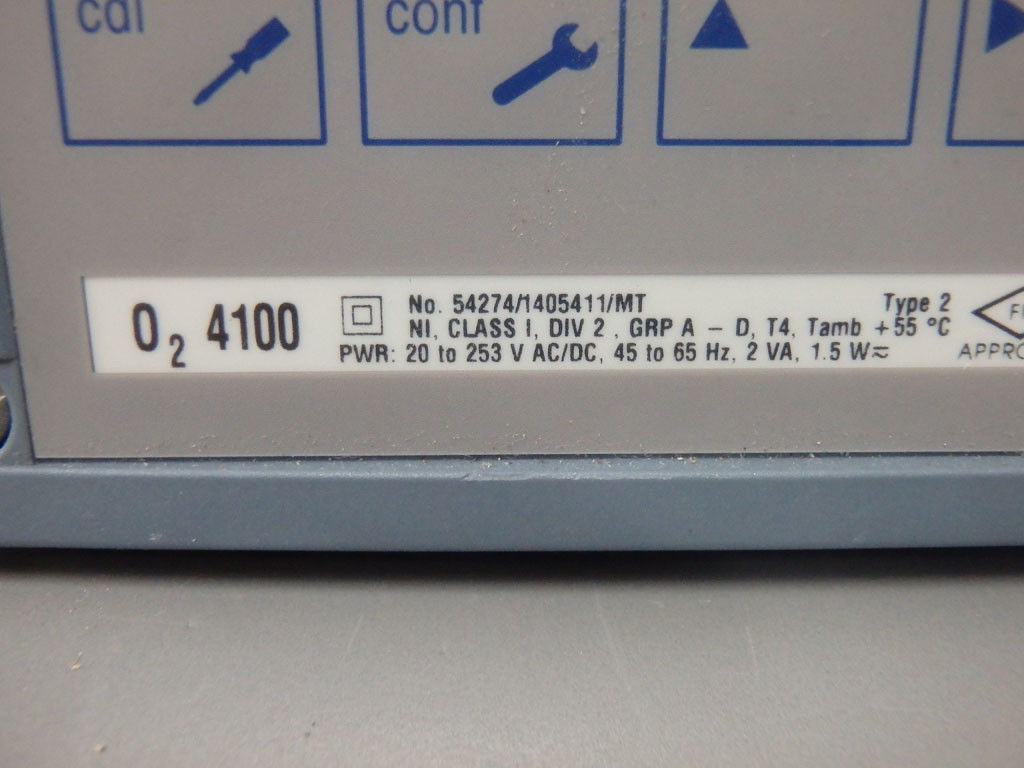 cal conf
O2 4100
No. 54274/1405411/MT Type 2
NI, CLASS I, DIV 2 , GRP A – D, T4, Tamb +55 °C
PWR: 20 to 253 V AC/DC, 45 to 65 Hz, 2 VA, 1.5 W≂